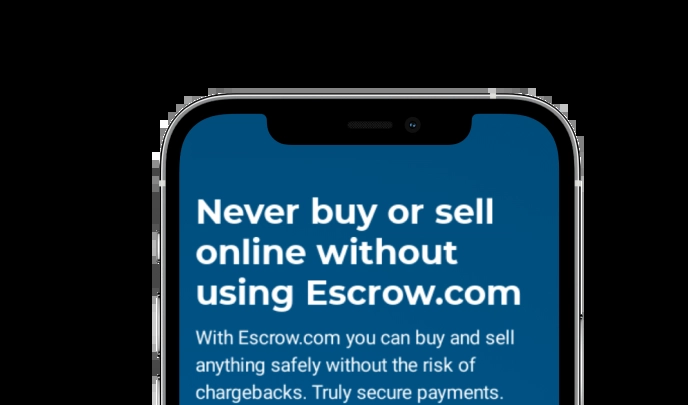 Never buy or sell
online without
using Escrow.com
With Escrow.com you can buy and sell
anything safely without the risk of
chargebacks. Truly secure payments.